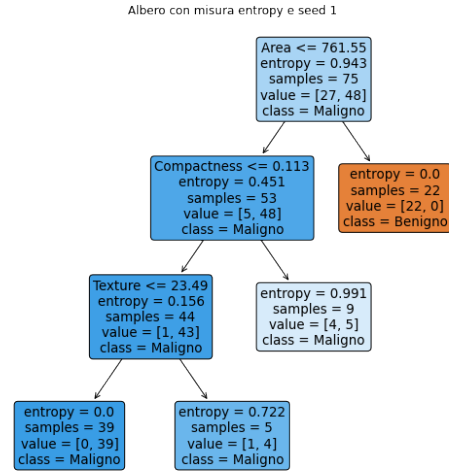 Albero con misura entropy e seed 1
Area <= 761.55
entropy = 0.943
samples = 75
value = [27, 48]
class = Maligno
Compactness <= 0.113
entropy = 0.451
samples = 53
value = [5, 48]
class = Maligno
entropy = 0.0
samples = 22
value = [22, 0]
class = Benigno
Texture <= 23.49
entropy = 0.156
samples = 44
value = [1, 43]
class = Maligno
entropy = 0.991
samples = 9
value = [4, 5]
class = Maligno
entropy = 0.0
samples = 39
value = [0, 39]
class = Maligno
entropy = 0.722
samples = 5
value = [1, 4]
class = Maligno